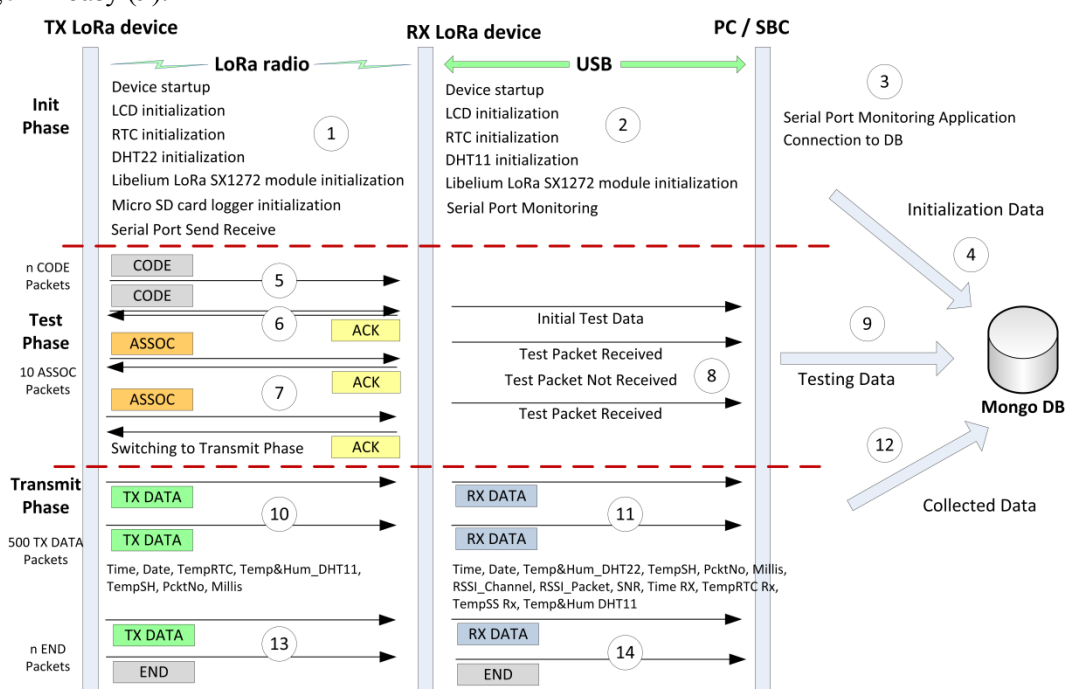 TX LoRa device
RX LoRa device
PC / SBC
LoRa radio
USB
Init
Phase
Device startup
LCD initialization
RTC initialization
DHT22 initialization
Libelium LoRa SX1272 module initialization
Micro SD card logger initialization
Serial Port Send Receive
1
Device startup
LCD initialization
RTC initialization
DHT11 initialization
Libelium LoRa SX1272 module initialization
Serial Port Monitoring
2
3
Serial Port Monitoring Application
Connection to DB
Initialization Data
4
n CODE
Packets
CODE
5
CODE
6
ACK
Test
Phase
10 ASSOC
Packets
ASSOC
ACK
7
ASSOC
Switching to Transmit Phase
ACK
Initial Test Data
Test Packet Received
Test Packet Not Received
8
Test Packet Received
9
Testing Data
Mongo DB
12
Collected Data
Transmit
Phase
500 TX DATA
Packets
TX DATA
10
TX DATA
Time, Date, TempRTC, Temp&Hum_DHT11,
TempSH, PcktNo, Millis
RX DATA
11
RX DATA
Time, Date, Temp&Hum_DHT22, TempSH, PcktNo, Millis,
RSSI_Channel, RSSI_Packet, SNR, Time RX, TempRTC Rx,
TempSS Rx, Temp&Hum DHT11
n END
Packets
TX DATA
13
END
RX DATA
14
END